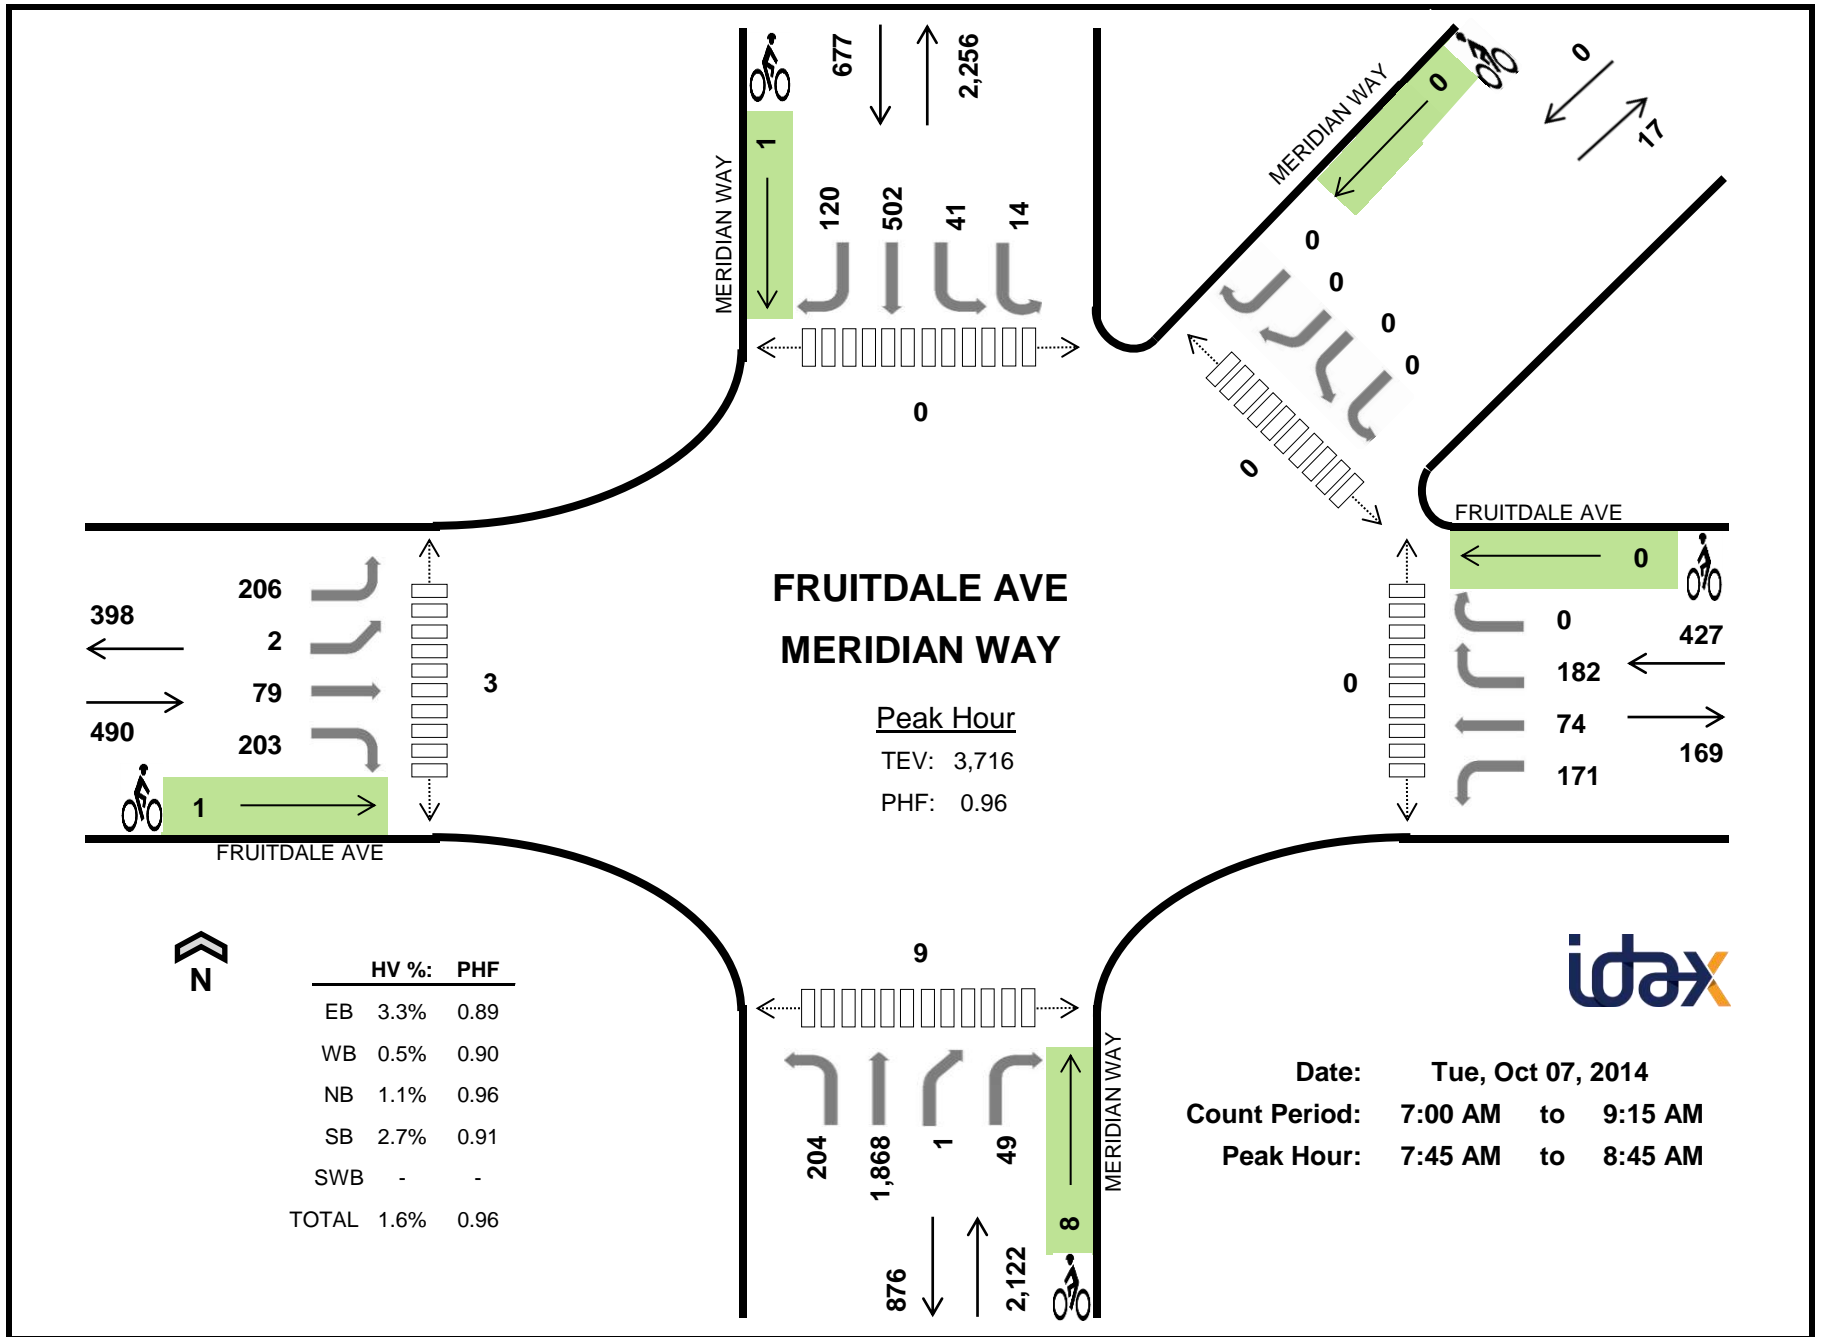 677
2,256
MERIDIAN WAY
1
120
502
41
14
0
MERIDIAN WAY
0
0
17
0
0
0
0
0
FRUITDALE AVE
0
0
182
74
171
427
169
0
398
490
206
2
79
203
3
1
FRUITDALE AVE
FRUITDALE AVE
MERIDIAN WAY
Peak Hour
TEV: 3,716
PHF: 0.96
N
HV %: PHF
EB 3.3% 0.89
WB 0.5% 0.90
NB 1.1% 0.96
SB 2.7% 0.91
SWB - -
TOTAL 1.6% 0.96
9
204
1,868
1
49
8
MERIDIAN WAY
876
2,122
idax
Date: Tue, Oct 07, 2014
Count Period: 7:00 AM to 9:15 AM
Peak Hour: 7:45 AM to 8:45 AM